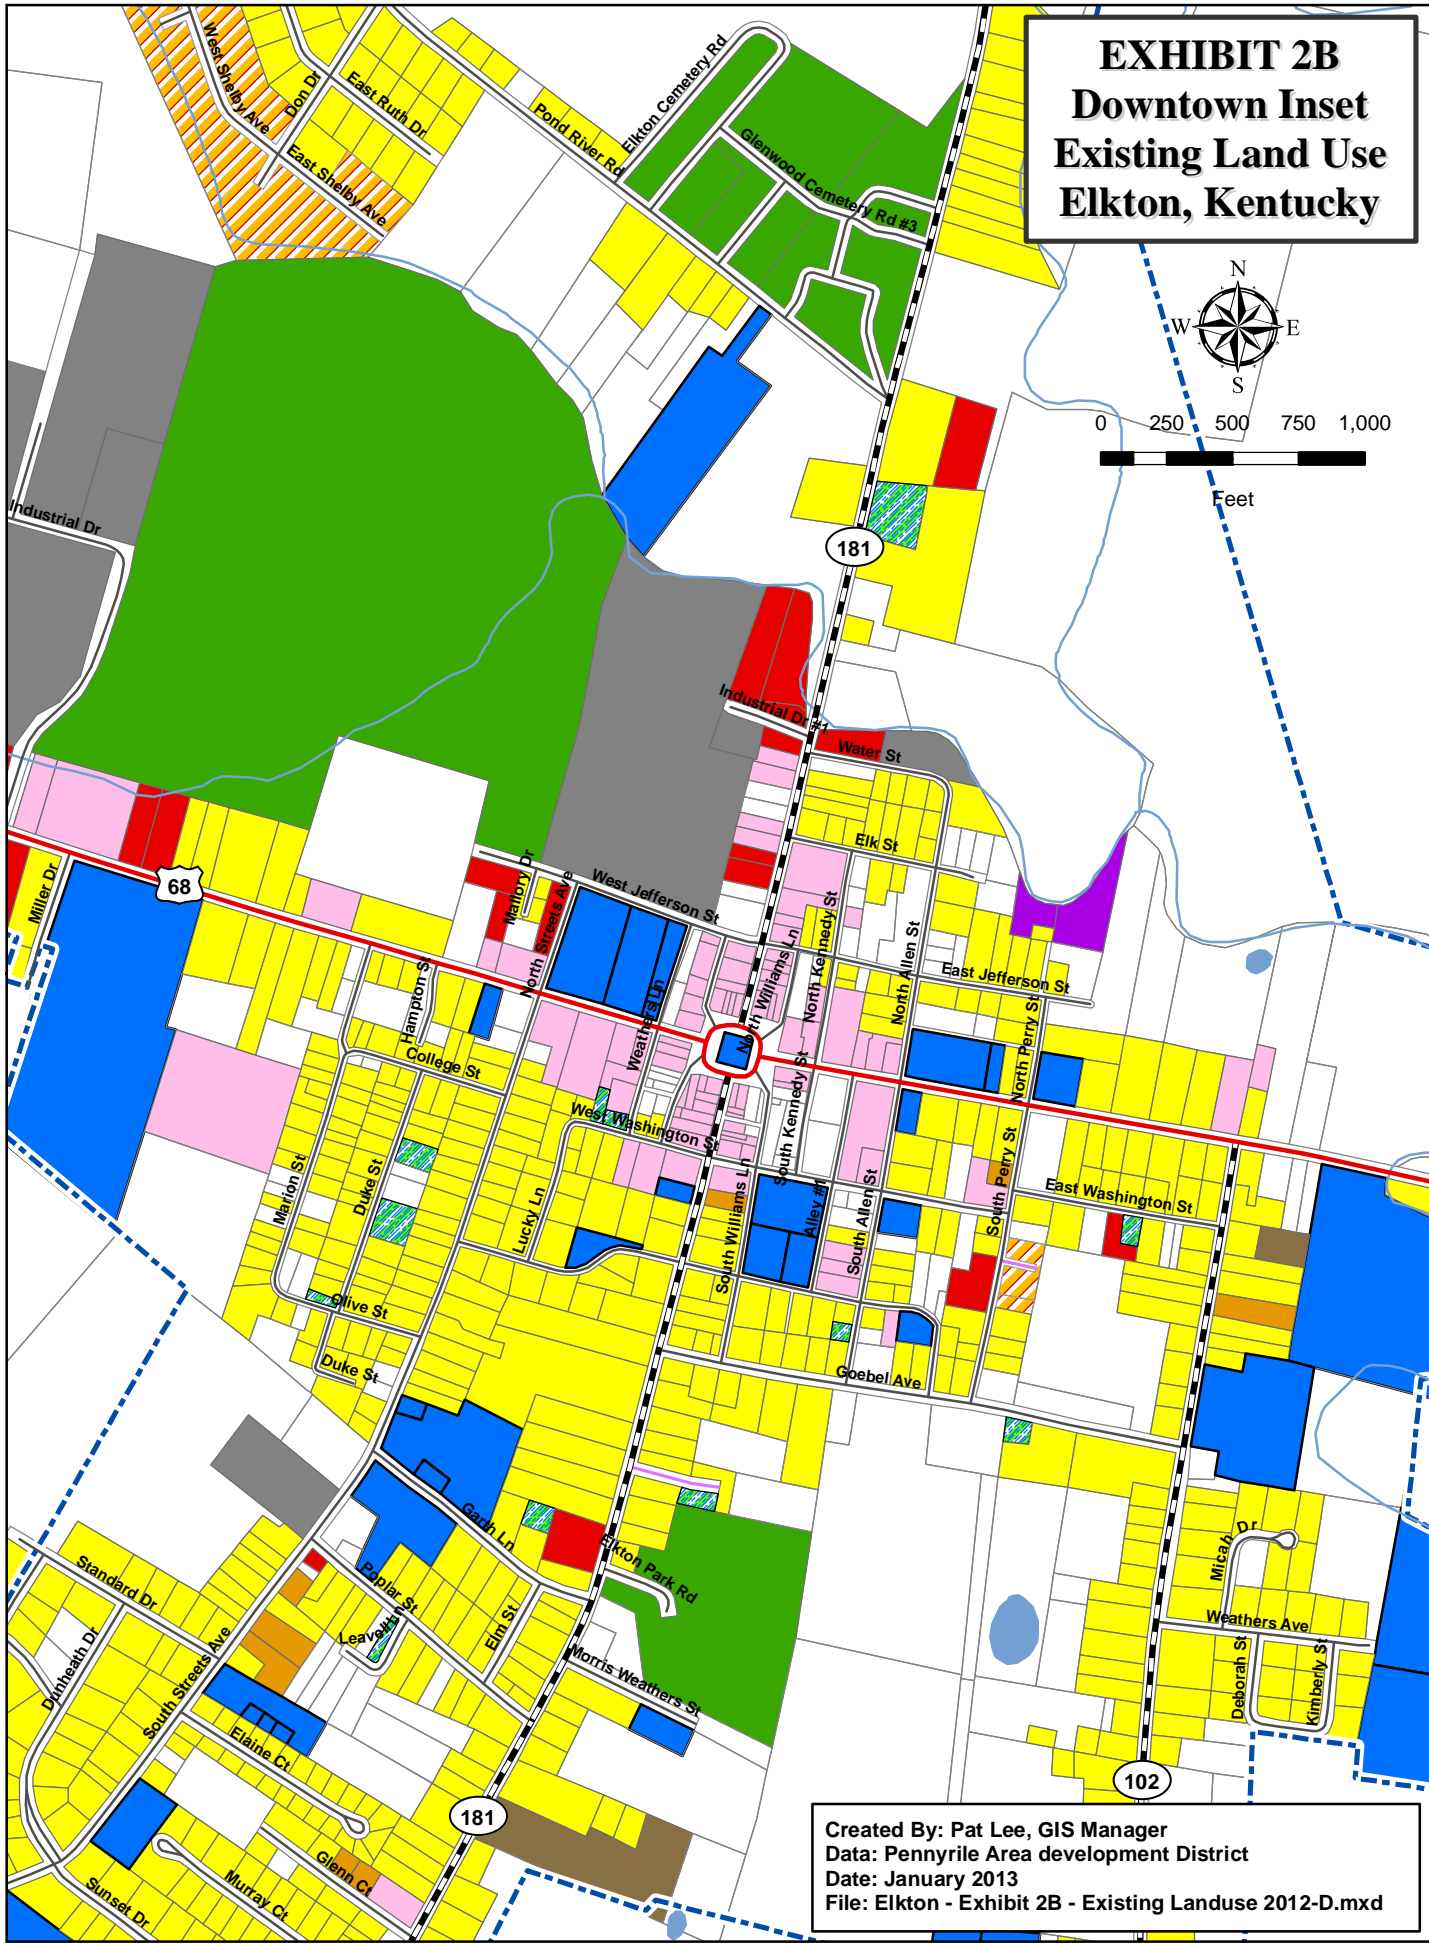 EXHIBIT 2B
Downtown Inset
Existing Land Use
Elkton, Kentucky
N
W
E
S
0 250 500 750 1,000
Feet
West Shelby Ave
Don Dr
East Ruth Dr
East Shelby Ave
Pond River Rd
Elkton Cemetery Rd
Glenwood Cemetery Rd #3
Industrial Dr
181
Industrial Dr #1
Water St
Elk St
Miller Dr
68
Mallory Dr
North Streets Ave
West Jefferson St
North Williams Ln
North Kennedy St
North Allen St
East Jefferson St
Hampton St
Weathers Ln
North Perry St
College St
West Washington St
South Kennedy St
Marion St
Duke St
Lucky Ln
South Williams Ln
Alley #1
South Allen St
South Perry St
East Washington St
Olive St
Duke St
Goebel Ave
Garth Ln
Elkton Park Rd
Poplar St
Leavell Ln
Elm St
Morris Weathers St
Micah Dr
Weathers Ave
Deborah St
Kimberly St
Standard Dr
Dunheath Dr
South Streets Ave
Elaine Ct
Glenn Ct
Murray Ct
Sunset Dr
181
102
Created By: Pat Lee, GIS Manager
Data: Pennyrile Area development District
Date: January 2013
File: Elkton - Exhibit 2B - Existing Landuse 2012-D.mxd